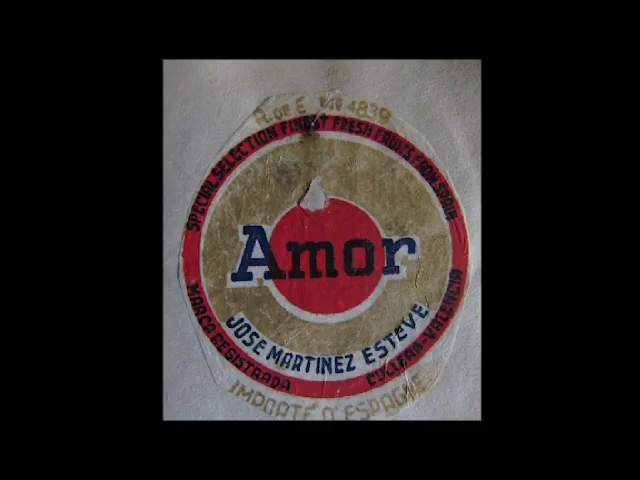 R. DE E. Nº 4839
SPECIAL SELECTION FINEST FRESH FRUITS FROM SPAIN
Amor
JOSE MARTINEZ ESTEVE
MARCA REGISTRADA
CULLERA-VALENCIA
IMPORTÉ D'ESPAGNE